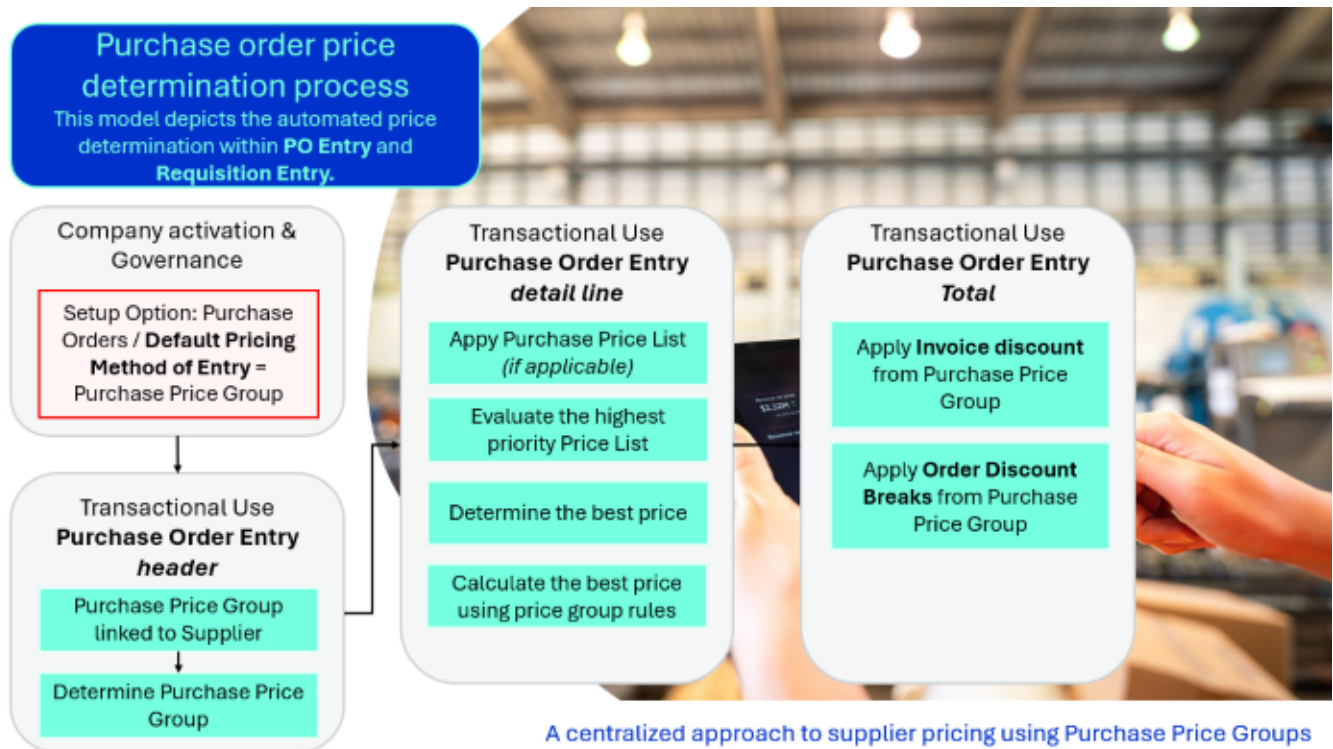 Purchase order price
determination process
This model depicts the automated price
determination within PO Entry and
Requisition Entry.
Company activation &
Governance
Setup Option: Purchase
Orders / Default Pricing
Method of Entry =
Purchase Price Group
Transactional Use
Purchase Order Entry
header
Purchase Price Group
linked to Supplier
Determine Purchase Price
Group
Transactional Use
Purchase Order Entry
detail line
Appy Purchase Price List
(if applicable)
Evaluate the highest
priority Price List
Determine the best price
Calculate the best price
using price group rules
Transactional Use
Purchase Order Entry
Total
Apply Invoice discount
from Purchase Price
Group
Apply Order Discount
Breaks from Purchase
Price Group
A centralized approach to supplier pricing using Purchase Price Groups